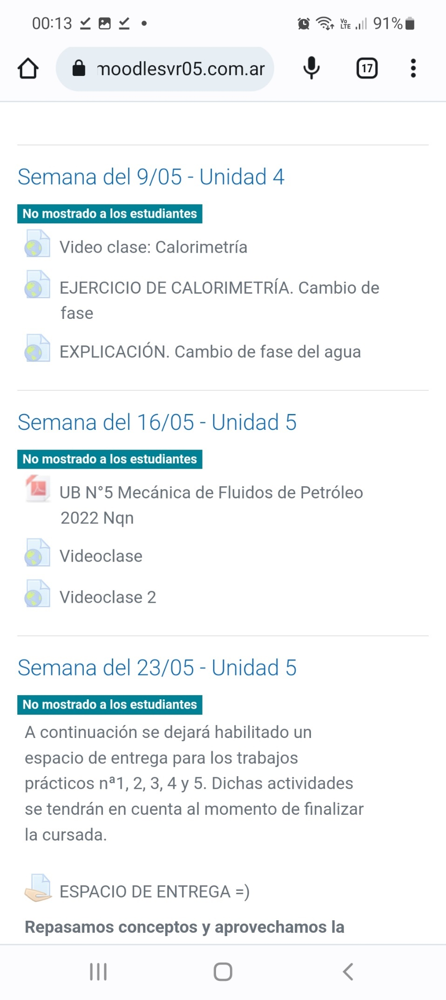 00:13
Vo LTE 91%
moodlesvr05.com.ar
17
Semana del 9/05 - Unidad 4
No mostrado a los estudiantes
Video clase: Calorimetría
EJERCICIO DE CALORIMETRÍA. Cambio de
fase
EXPLICACIÓN. Cambio de fase del agua
Semana del 16/05 - Unidad 5
No mostrado a los estudiantes
UB N°5 Mecánica de Fluidos de Petróleo
2022 Nqn
Videoclase
Videoclase 2
Semana del 23/05 - Unidad 5
No mostrado a los estudiantes
A continuación se dejará habilitado un
espacio de entrega para los trabajos
prácticos nª1, 2, 3, 4 y 5. Dichas actividades
se tendrán en cuenta al momento de finalizar
la cursada.
ESPACIO DE ENTREGA =)
Repasamos conceptos y aprovechamos la